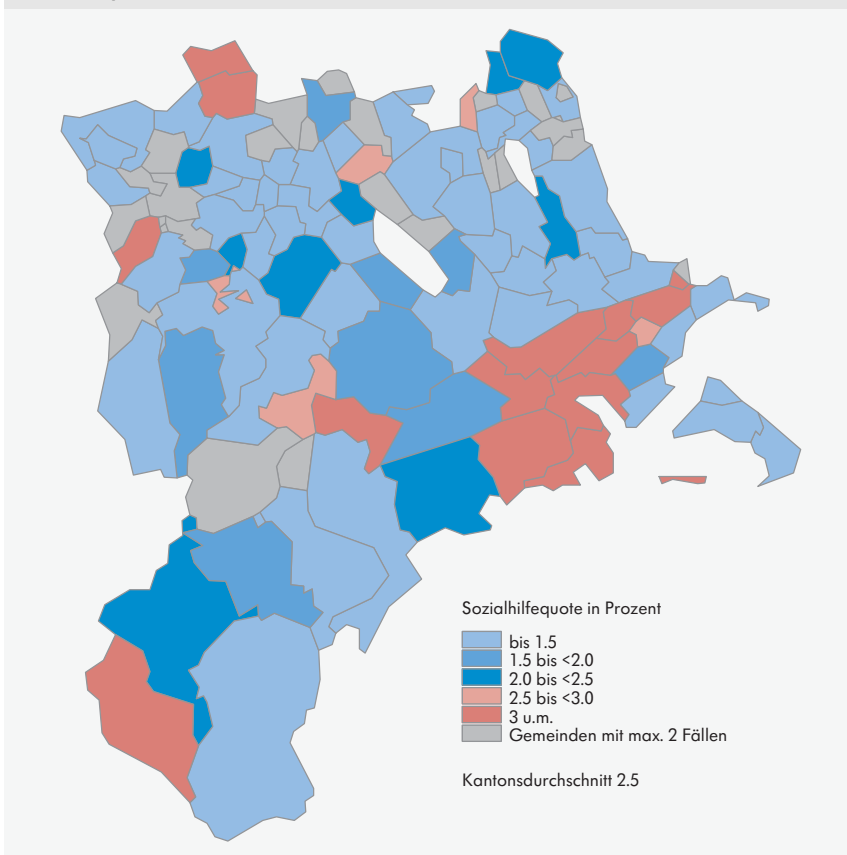 Sozialhilfequote in Prozent
bis 1.5
1.5 bis <2.0
2.0 bis <2.5
2.5 bis <3.0
3 u.m.
Gemeinden mit max. 2 Fällen
Kantonsdurchschnitt 2.5